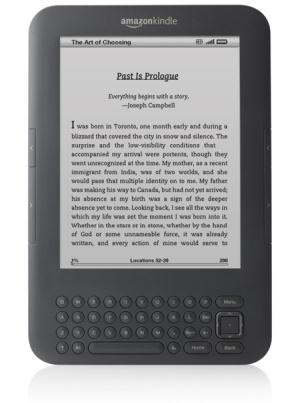 amazonkindle
The Art of Choosing
Past Is Prologue
Everything begins with a story.
—Joseph Campbell
I was born in Toronto, one month early and during a
blizzard that covered the city in snow and silence. The
surprise and the low-visibility conditions that
accompanied my arrival were portents, though they
went unrecognized at the time. My mother, as a recent
immigrant from India, was of two worlds, and she
would pass that multiple identity on to me. My father
was making his way to Canada, but had not yet arrived;
his absence at my birth was a sign of the deeper
absence yet to come. Looking back, I see all the ways in
which my life was set the moment I was born into it.
Whether in the stars or in stone, whether by the hand
of God or some unnameable force, it was already
written, and every action of mine would serve to
Locations 32-39
Menu
Home
Back